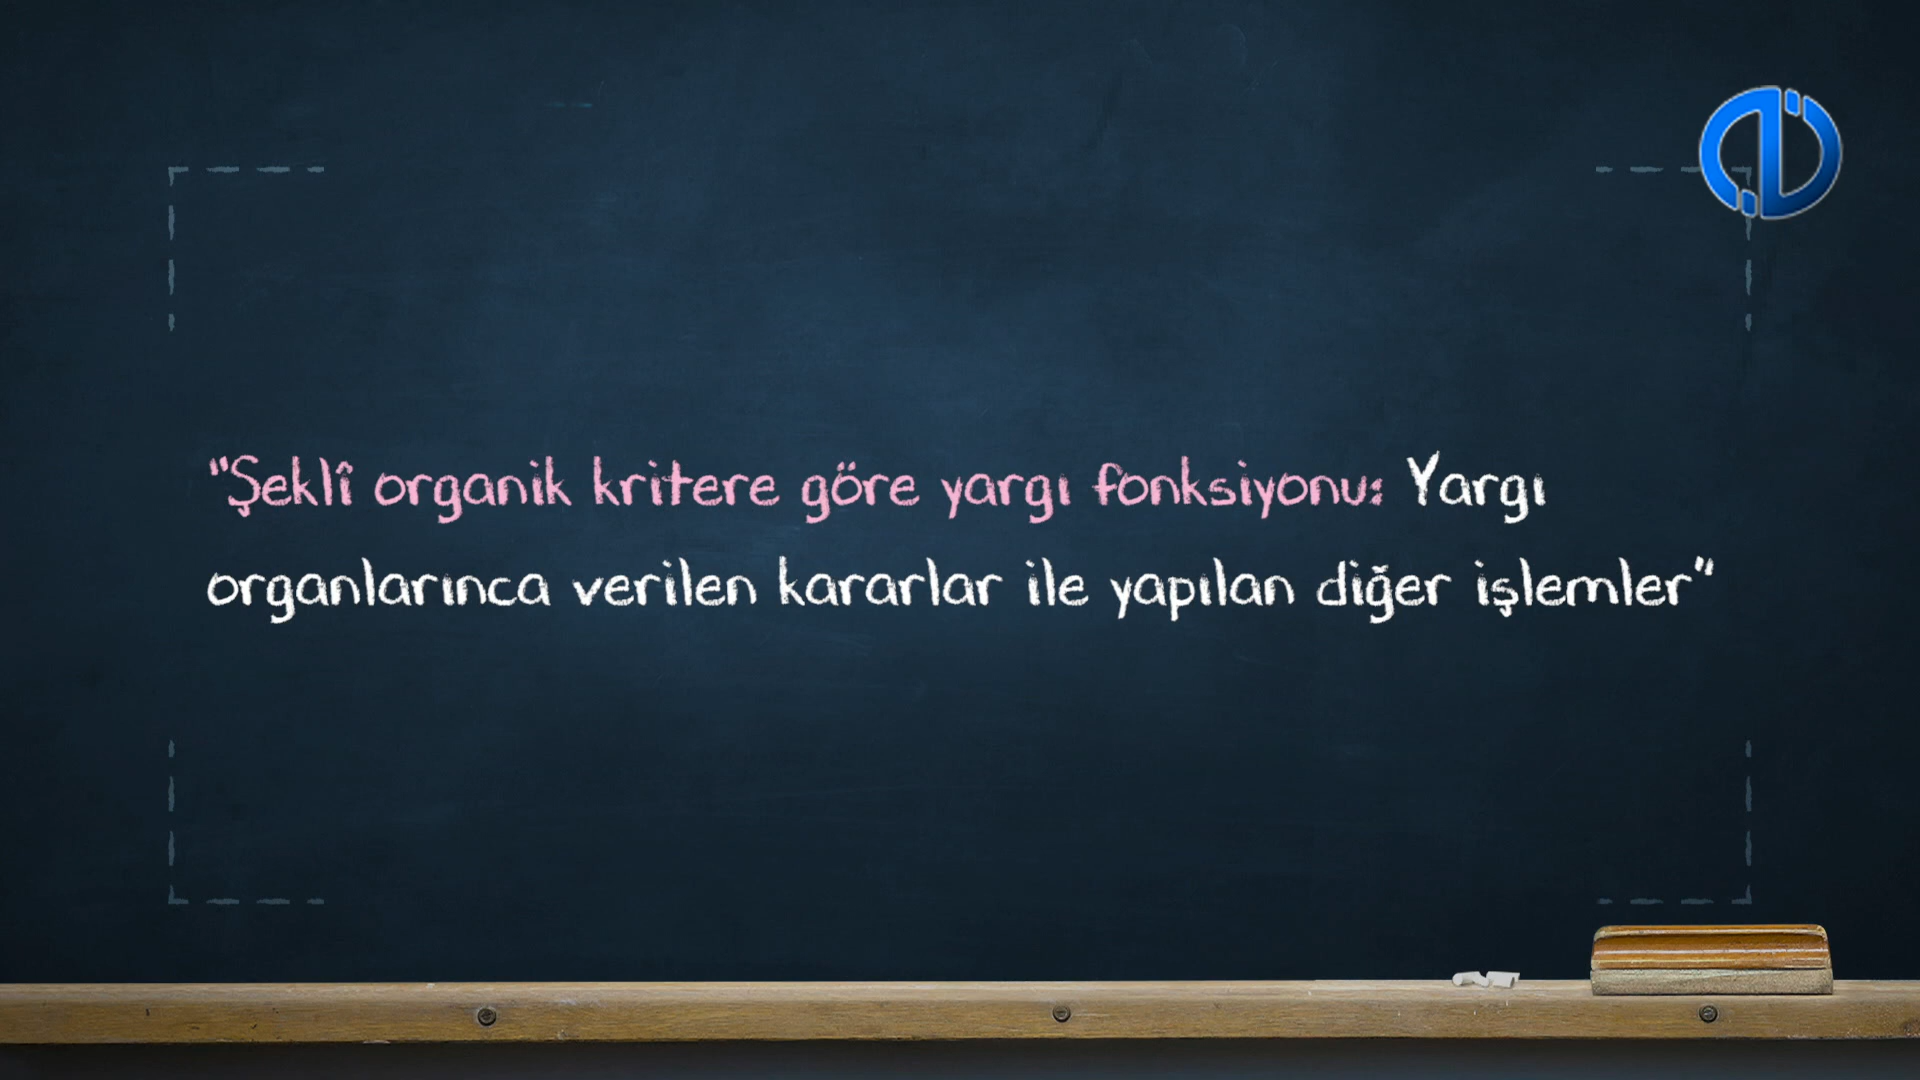 "Şeklî organik kritere göre yargı fonksiyonu: Yargı
organlarınca verilen kararlar ile yapılan diğer işlemler"